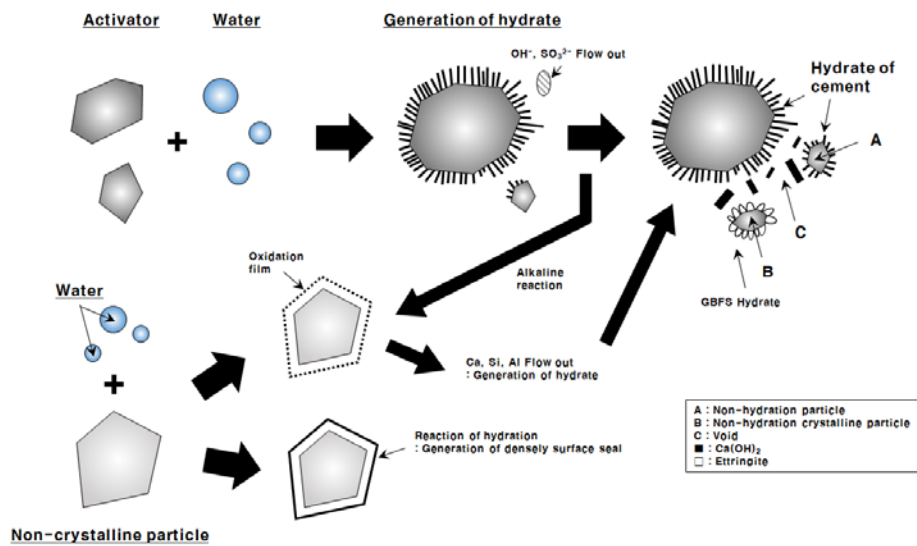 Activator
Water
Generation of hydrate
OH⁻, SO₃²⁻ Flow out
Hydrate of
cement
A
C
B
GBFS Hydrate
Oxidation
film
Alkaline
reaction
Water
Ca, Si, Al Flow out
: Generation of hydrate
Reaction of hydration
: Generation of densely surface seal
Non-crystalline particle
A : Non-hydration particle
B : Non-hydration crystalline particle
C : Void
■ : Ca(OH)₂
□ : Ettringite